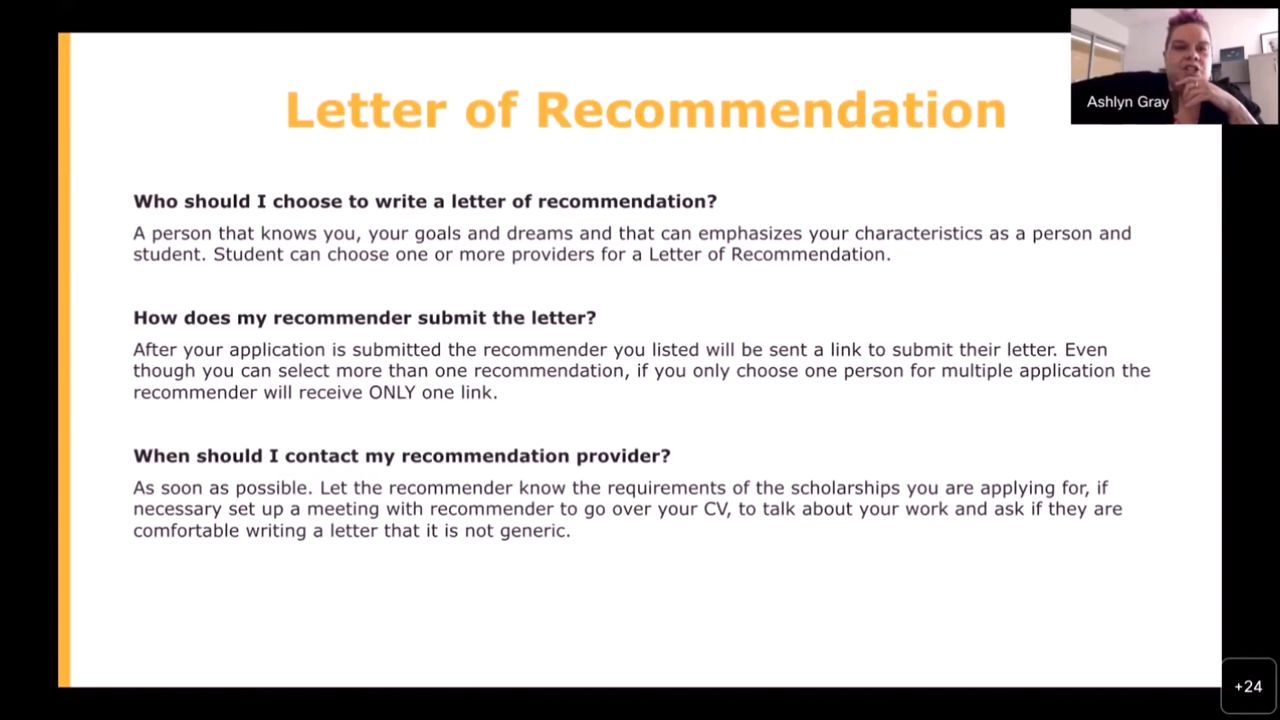 Letter of Recommendation
Ashlyn Gray
Who should I choose to write a letter of recommendation?
A person that knows you, your goals and dreams and that can emphasizes your characteristics as a person and
student. Student can choose one or more providers for a Letter of Recommendation.
How does my recommender submit the letter?
After your application is submitted the recommender you listed will be sent a link to submit their letter. Even
though you can select more than one recommendation, if you only choose one person for multiple application the
recommender will receive ONLY one link.
When should I contact my recommendation provider?
As soon as possible. Let the recommender know the requirements of the scholarships you are applying for, if
necessary set up a meeting with recommender to go over your CV, to talk about your work and ask if they are
comfortable writing a letter that it is not generic.
+24